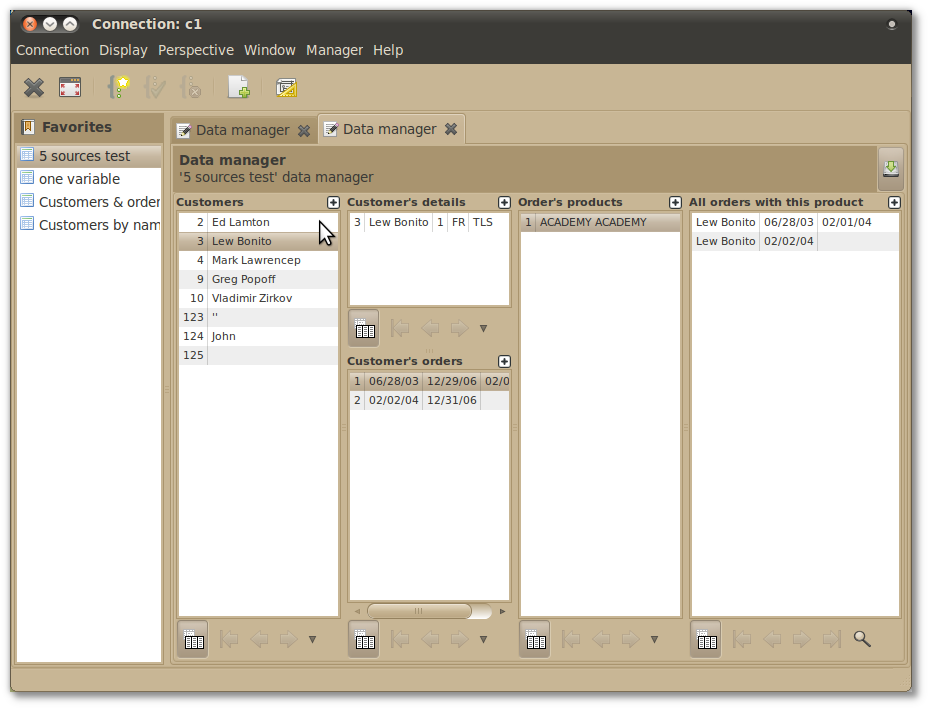 Connection: c1
Connection Display Perspective Window Manager Help
Favorites
5 sources test
one variable
Customers & order
Customers by nam
Data manager
Data manager
Data manager
'5 sources test' data manager
Customers
2 Ed Lamton
3 Lew Bonito
4 Mark Lawrencep
9 Greg Popoff
10 Vladimir Zirkov
123 ''
124 John
125
Customer's details
3 Lew Bonito 1 FR TLS
Customer's orders
1 06/28/03 12/29/06 02/0
2 02/02/04 12/31/06
Order's products
1 ACADEMY ACADEMY
All orders with this product
Lew Bonito 06/28/03 02/01/04
Lew Bonito 02/02/04